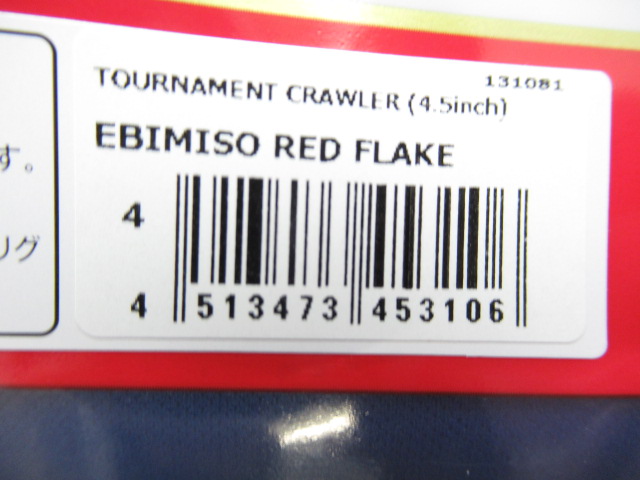 131081
TOURNAMENT CRAWLER (4.5inch)
EBIMISO RED FLAKE
す。
リグ
4
4 513473 453106